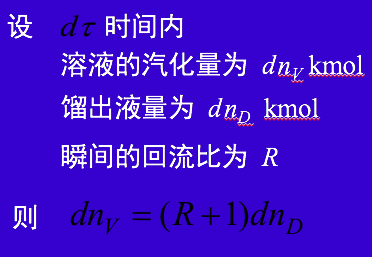 设 dτ 时间内
溶液的汽化量为 dn_V kmol
馏出液量为 dn_D kmol
瞬间的回流比为 R
则 dn_V = (R+1)dn_D